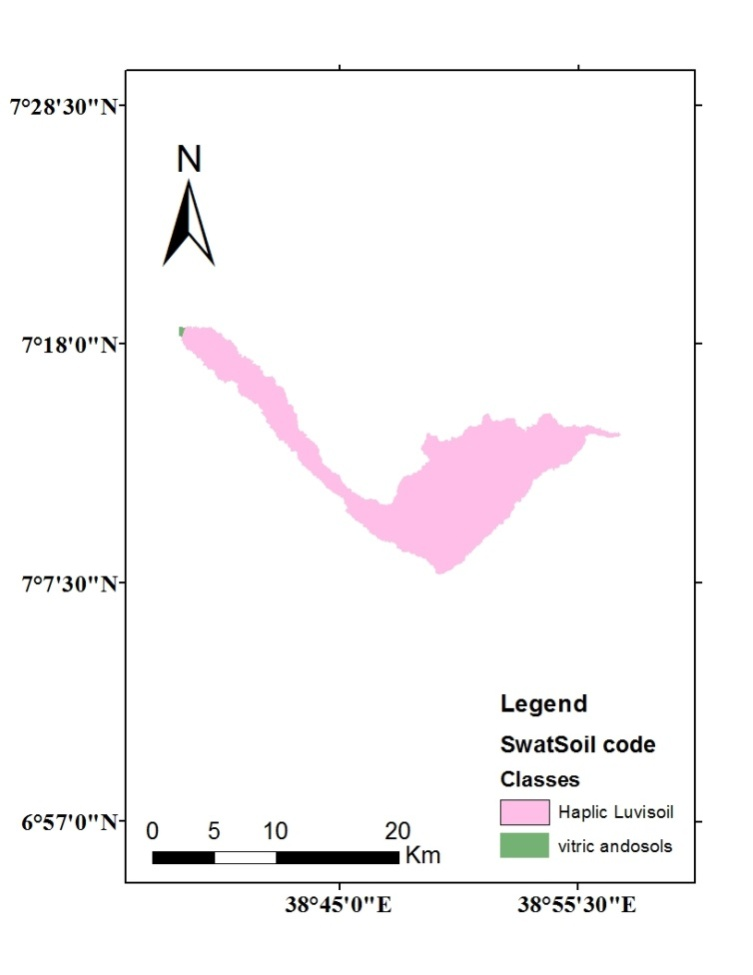 7°28'30"N
N
7°18'0"N
7°7'30"N
Legend
SwatSoil code
Classes
Haplic Luvisoil
vitric andosols
6°57'0"N
0 5 10 20
Km
38°45'0"E 38°55'30"E